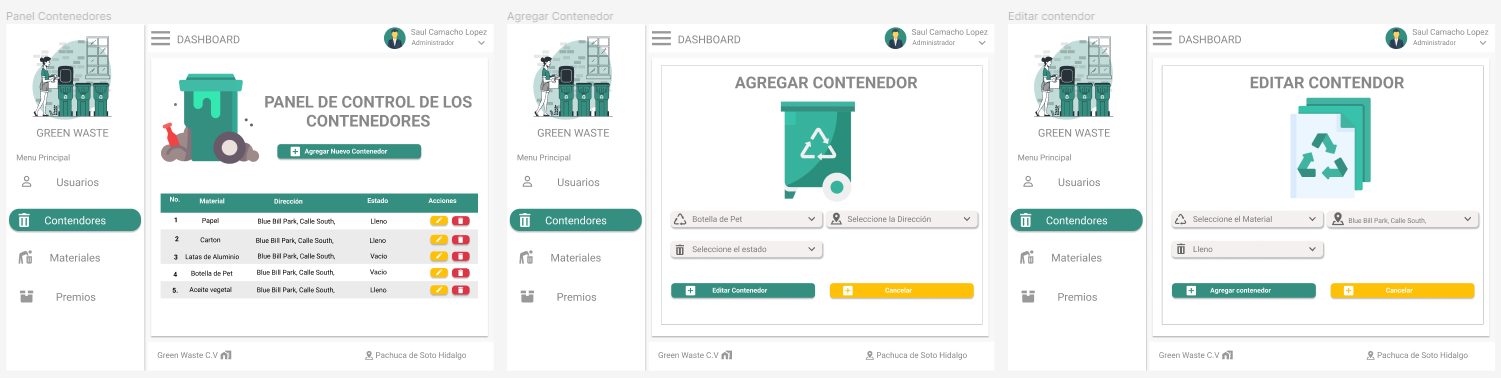 Panel Contenedores
GREEN WASTE
Menu Principal
Usuarios
Contendores
Materiales
Premios
DASHBOARD
Saul Camacho Lopez
Administrador
PANEL DE CONTROL DE LOS
CONTENEDORES
Agregar Nuevo Contenedor
No. Material Dirección Estado Acciones
1 Papel Blue Bill Park, Calle South, Lleno
2 Carton Blue Bill Park, Calle South, Lleno
3 Latas de Aluminio Blue Bill Park, Calle South, Vacio
4 Botella de Pet Blue Bill Park, Calle South, Vacio
5. Aceite vegetal Blue Bill Park, Calle South, Lleno
Green Waste C.V
Pachuca de Soto Hidalgo
Agregar Contenedor
GREEN WASTE
Menu Principal
Usuarios
Contendores
Materiales
Premios
DASHBOARD
Saul Camacho Lopez
Administrador
AGREGAR CONTENEDOR
Botella de Pet
Seleccione la Dirección
Seleccione el estado
Editar Contenedor
Cancelar
Green Waste C.V
Pachuca de Soto Hidalgo
Editar contendor
GREEN WASTE
Menu Principal
Usuarios
Contendores
Materiales
Premios
DASHBOARD
Saul Camacho Lopez
Administrador
EDITAR CONTENDOR
Seleccione el Material
Blue Bill Park, Calle South,
Lleno
Agregar contenedor
Cancelar
Green Waste C.V
Pachuca de Soto Hidalgo